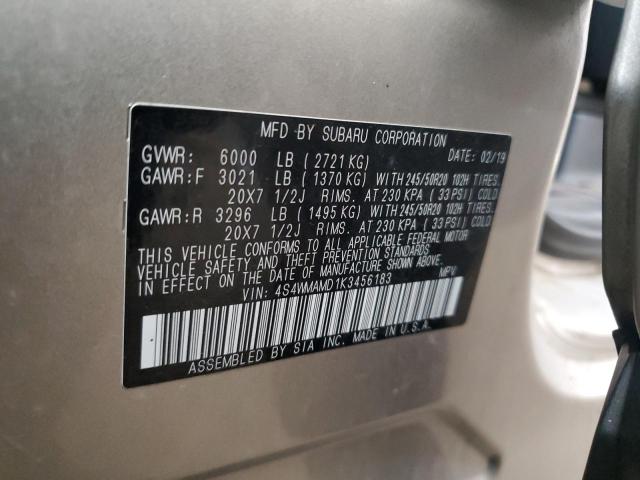 MFD BY SUBARU CORPORATION
GVWR: 6000 LB ( 2721 KG ) DATE: 02/19
GAWR:F 3021 LB ( 1370 KG ) WITH 245/50R20 102H TIRES.
20X7 1/2J RIMS. AT 230 KPA ( 33 PSI ) COLD
GAWR:R 3296 LB ( 1495 KG ) WITH 245/50R20 102H TIRES.
20X7 1/2J RIMS. AT 230 KPA ( 33 PSI ) COLD
THIS VEHICLE CONFORMS TO ALL APPLICABLE FEDERAL MOTOR
VEHICLE SAFETY AND THEFT PREVENTION STANDARDS
IN EFFECT ON THE DATE OF MANUFACTURE SHOWN ABOVE.
VIN: 4S4WMAMD1K3456183 MPV
ASSEMBLED BY SIA INC. MADE IN U.S.A.